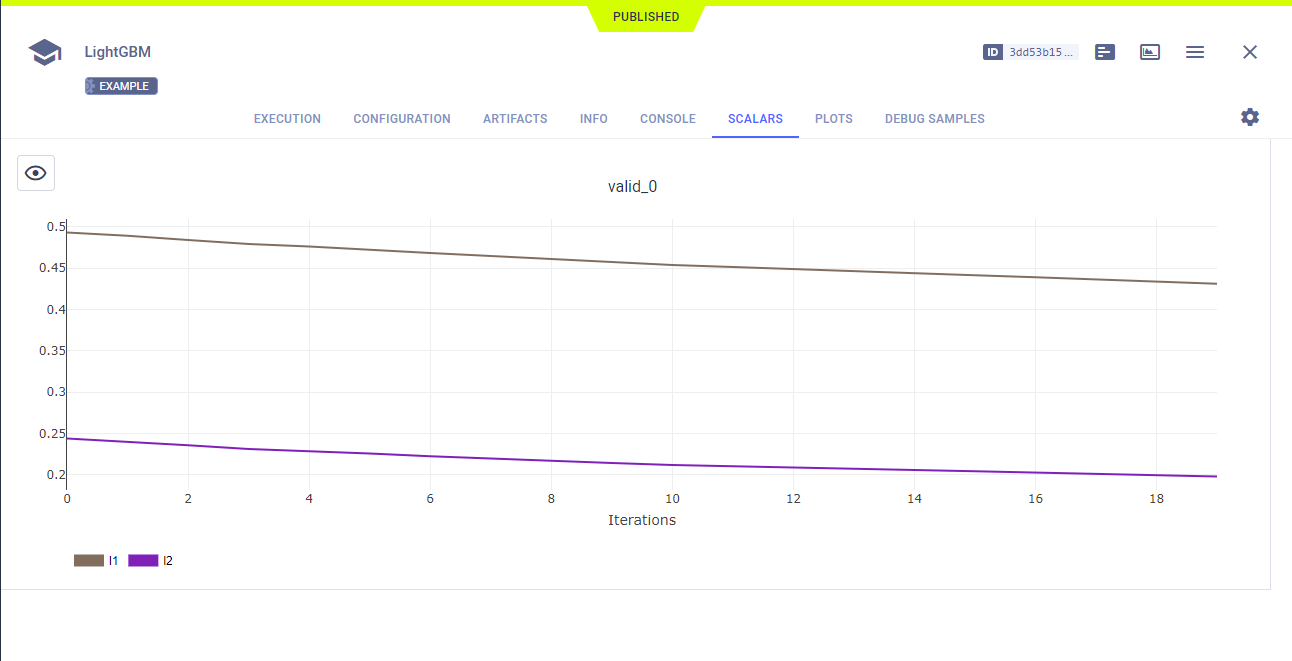 PUBLISHED
LightGBM
ID 3dd53b15...
EXAMPLE
EXECUTION CONFIGURATION ARTIFACTS INFO CONSOLE SCALARS PLOTS DEBUG SAMPLES
valid_0
0.5
0.45
0.4
0.35
0.3
0.25
0.2
0 2 4 6 8 10 12 14 16 18
Iterations
l1 l2